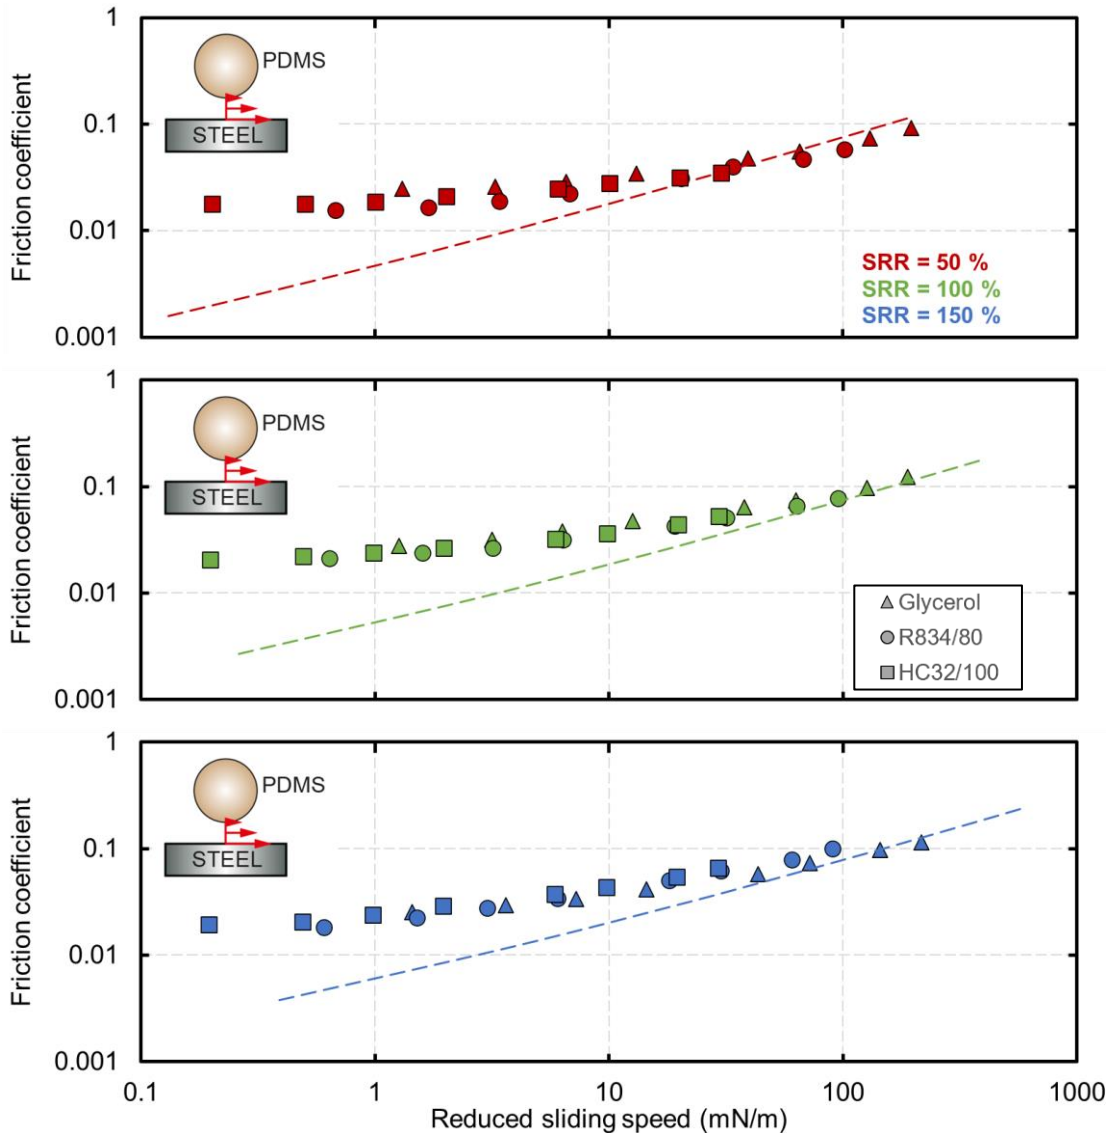 1
0.1
0.01
0.001
Friction coefficient
PDMS
STEEL
SRR = 50 %
SRR = 100 %
SRR = 150 %
1
0.1
0.01
0.001
Friction coefficient
PDMS
STEEL
Glycerol
R834/80
HC32/100
1
0.1
0.01
0.001
Friction coefficient
PDMS
STEEL
0.1 1 10 100 1000
Reduced sliding speed (mN/m)